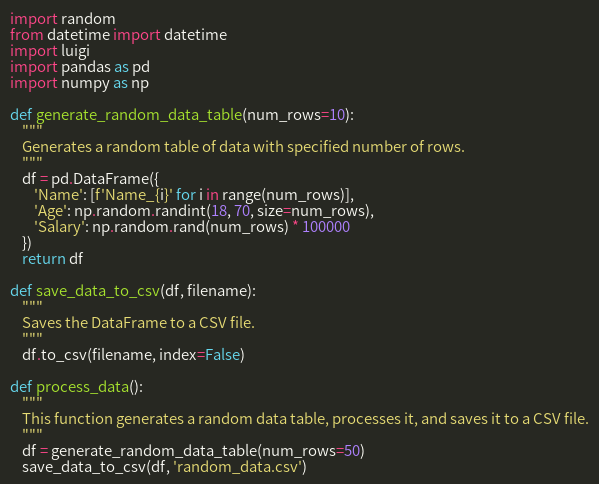 import random
from datetime import datetime
import luigi
import pandas as pd
import numpy as np

def generate_random_data_table(num_rows=10):
    """
    Generates a random table of data with specified number of rows.
    """
    df = pd.DataFrame({
        'Name': [f'Name_{i}' for i in range(num_rows)],
        'Age': np.random.randint(18, 70, size=num_rows),
        'Salary': np.random.rand(num_rows) * 100000
    })
    return df

def save_data_to_csv(df, filename):
    """
    Saves the DataFrame to a CSV file.
    """
    df.to_csv(filename, index=False)

def process_data():
    """
    This function generates a random data table, processes it, and saves it to a CSV file.
    """
    df = generate_random_data_table(num_rows=50)
    save_data_to_csv(df, 'random_data.csv')